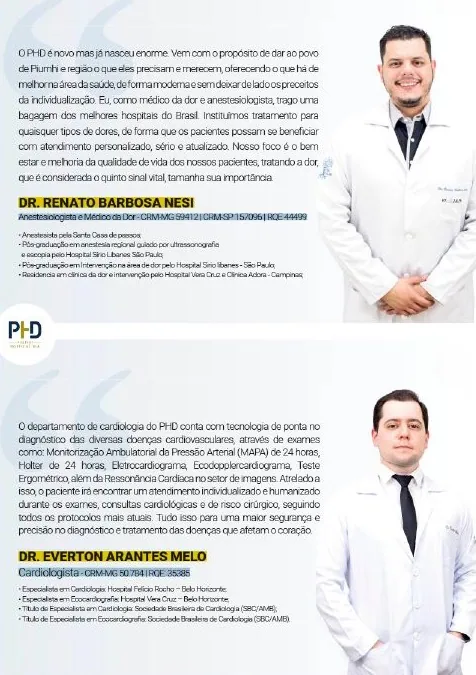 O PHD é novo mas já nasceu enorme. Vem com o propósito de dar ao povo
de Piumhi e região o que eles precisam e merecem, oferecendo o que há de
melhor na área da saúde, de forma moderna e sem deixar de lado os preceitos
da individualização. Eu, como médico da dor e anestesiologista, trago uma
bagagem dos melhores hospitais do Brasil. Instituímos tratamento para
quaisquer tipos de dores, de forma que os pacientes possam se beneficiar
com atendimento personalizado, sério e atualizado. Nosso foco é o bem
estar e melhoria da qualidade de vida dos nossos pacientes, tratando a dor,
que é considerada o quinto sinal vital, tamanha sua importância.
DR. RENATO BARBOSA NESI
Anestesiologista e Médico da Dor - CRM-MG 59412 | CRM-SP 157096 | RQE 44499
• Anestesista pela Santa Casa de passos;
• Pós-graduação em anestesia regional guiado por ultrassonografia
e escopia pelo Hospital Sírio Libanes São Paulo;
• Pós-graduação em Intervenção na área de dor pelo Hospital Sírio libanes - São Paulo;
• Residencia em clínica da dor e intervenção pelo Hospital Vera Cruz e Clínica Adora - Campinas;
PHD
O departamento de cardiologia do PHD conta com tecnologia de ponta no
diagnóstico das diversas doenças cardiovasculares, através de exames
como: Monitorização Ambulatorial da Pressão Arterial (MAPA) de 24 horas,
Holter de 24 horas, Eletrocardiograma, Ecodopplercardiograma, Teste
Ergométrico, além da Ressonância Cardíaca no setor de imagens. Atrelado a
isso, o paciente irá encontrar um atendimento individualizado e humanizado
durante os exames, consultas cardiológicas e de risco cirúrgico, seguindo
todos os protocolos mais atuais. Tudo isso para uma maior segurança e
precisão no diagnóstico e tratamento das doenças que afetam o coração.
DR. EVERTON ARANTES MELO
Cardiologista - CRM-MG 50.784 | RQE 35385
• Especialista em Cardiologia: Hospital Felício Rocho – Belo Horizonte;
• Especialista em Ecocardiografia: Hospital Vera Cruz – Belo Horizonte;
• Título de Especialista em Cardiologia: Sociedade Brasileira de Cardiologia (SBC/AMB);
• Título de Especialista em Ecocardiografia: Sociedade Brasileira de Cardiologia (SBC/AMB).